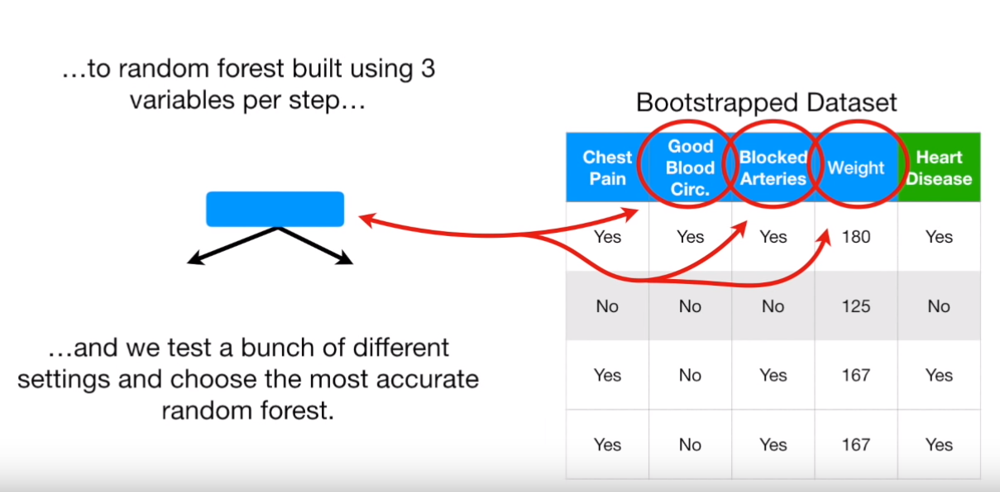 …to random forest built using 3
variables per step…
…and we test a bunch of different
settings and choose the most accurate
random forest.
Bootstrapped Dataset
Chest Pain Good Blood Circ. Blocked Arteries Weight Heart Disease
Yes Yes Yes 180 Yes
No No No 125 No
Yes No Yes 167 Yes
Yes No Yes 167 Yes